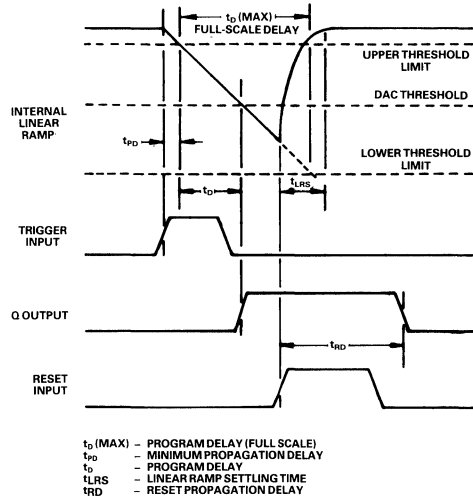 tD (MAX)
FULL-SCALE DELAY
UPPER THRESHOLD
LIMIT
DAC THRESHOLD
INTERNAL
LINEAR
RAMP
tPD
LOWER THRESHOLD
LIMIT
tLRS
tD
TRIGGER
INPUT
Q OUTPUT
tRD
RESET
INPUT
tD (MAX) – PROGRAM DELAY (FULL SCALE)
tPD – MINIMUM PROPAGATION DELAY
tD – PROGRAM DELAY
tLRS – LINEAR RAMP SETTLING TIME
tRD – RESET PROPAGATION DELAY